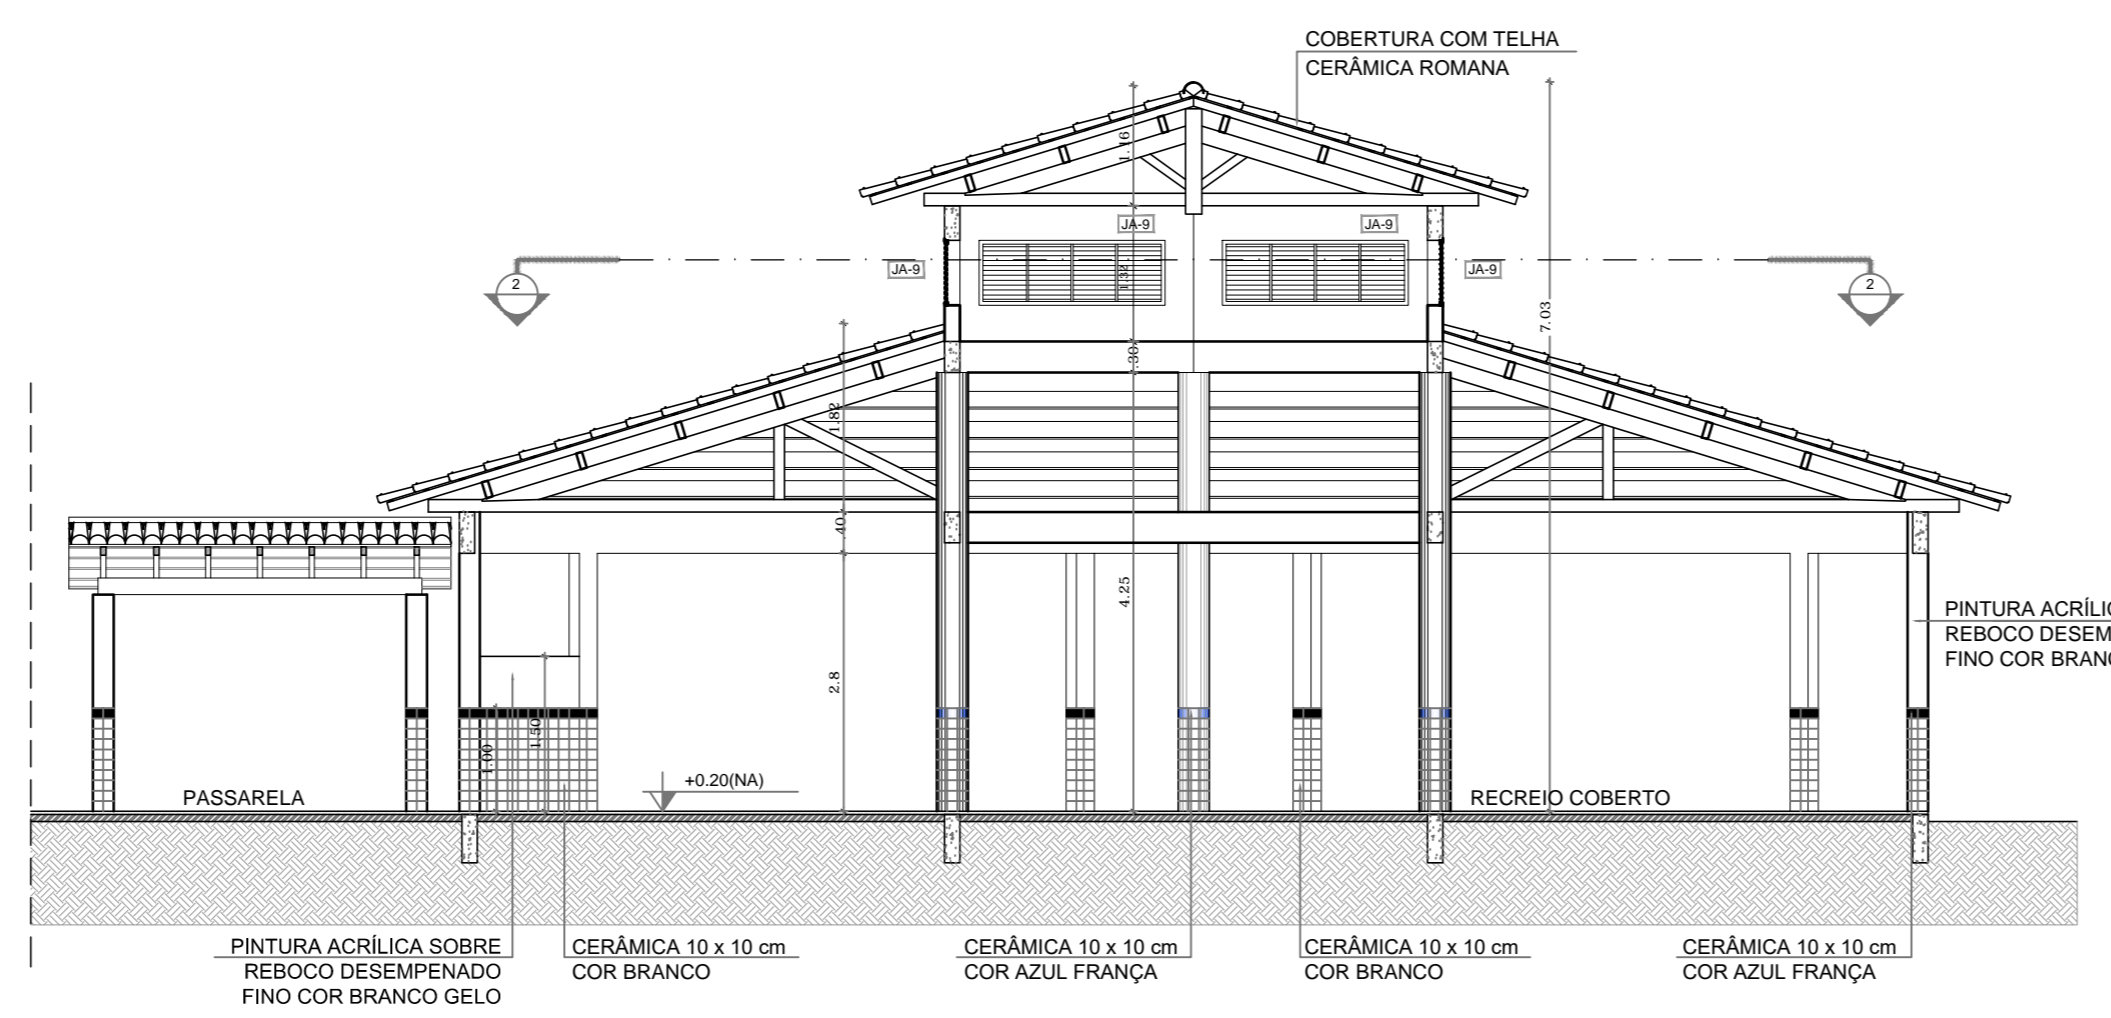 COBERTURA COM TELHA
CERÂMICA ROMANA
1.16
JA-9
JA-9
JA-9
1.32
JA-9
2
2
7.03
.30
1.82
.40
4.25
2.8
1.50
1.00
PINTURA ACRÍLIC
REBOCO DESEM
FINO COR BRANC
+0.20(NA)
PASSARELA
RECREIO COBERTO
PINTURA ACRÍLICA SOBRE
REBOCO DESEMPENADO
FINO COR BRANCO GELO
CERÂMICA 10 x 10 cm
COR BRANCO
CERÂMICA 10 x 10 cm
COR AZUL FRANÇA
CERÂMICA 10 x 10 cm
COR BRANCO
CERÂMICA 10 x 10 cm
COR AZUL FRANÇA